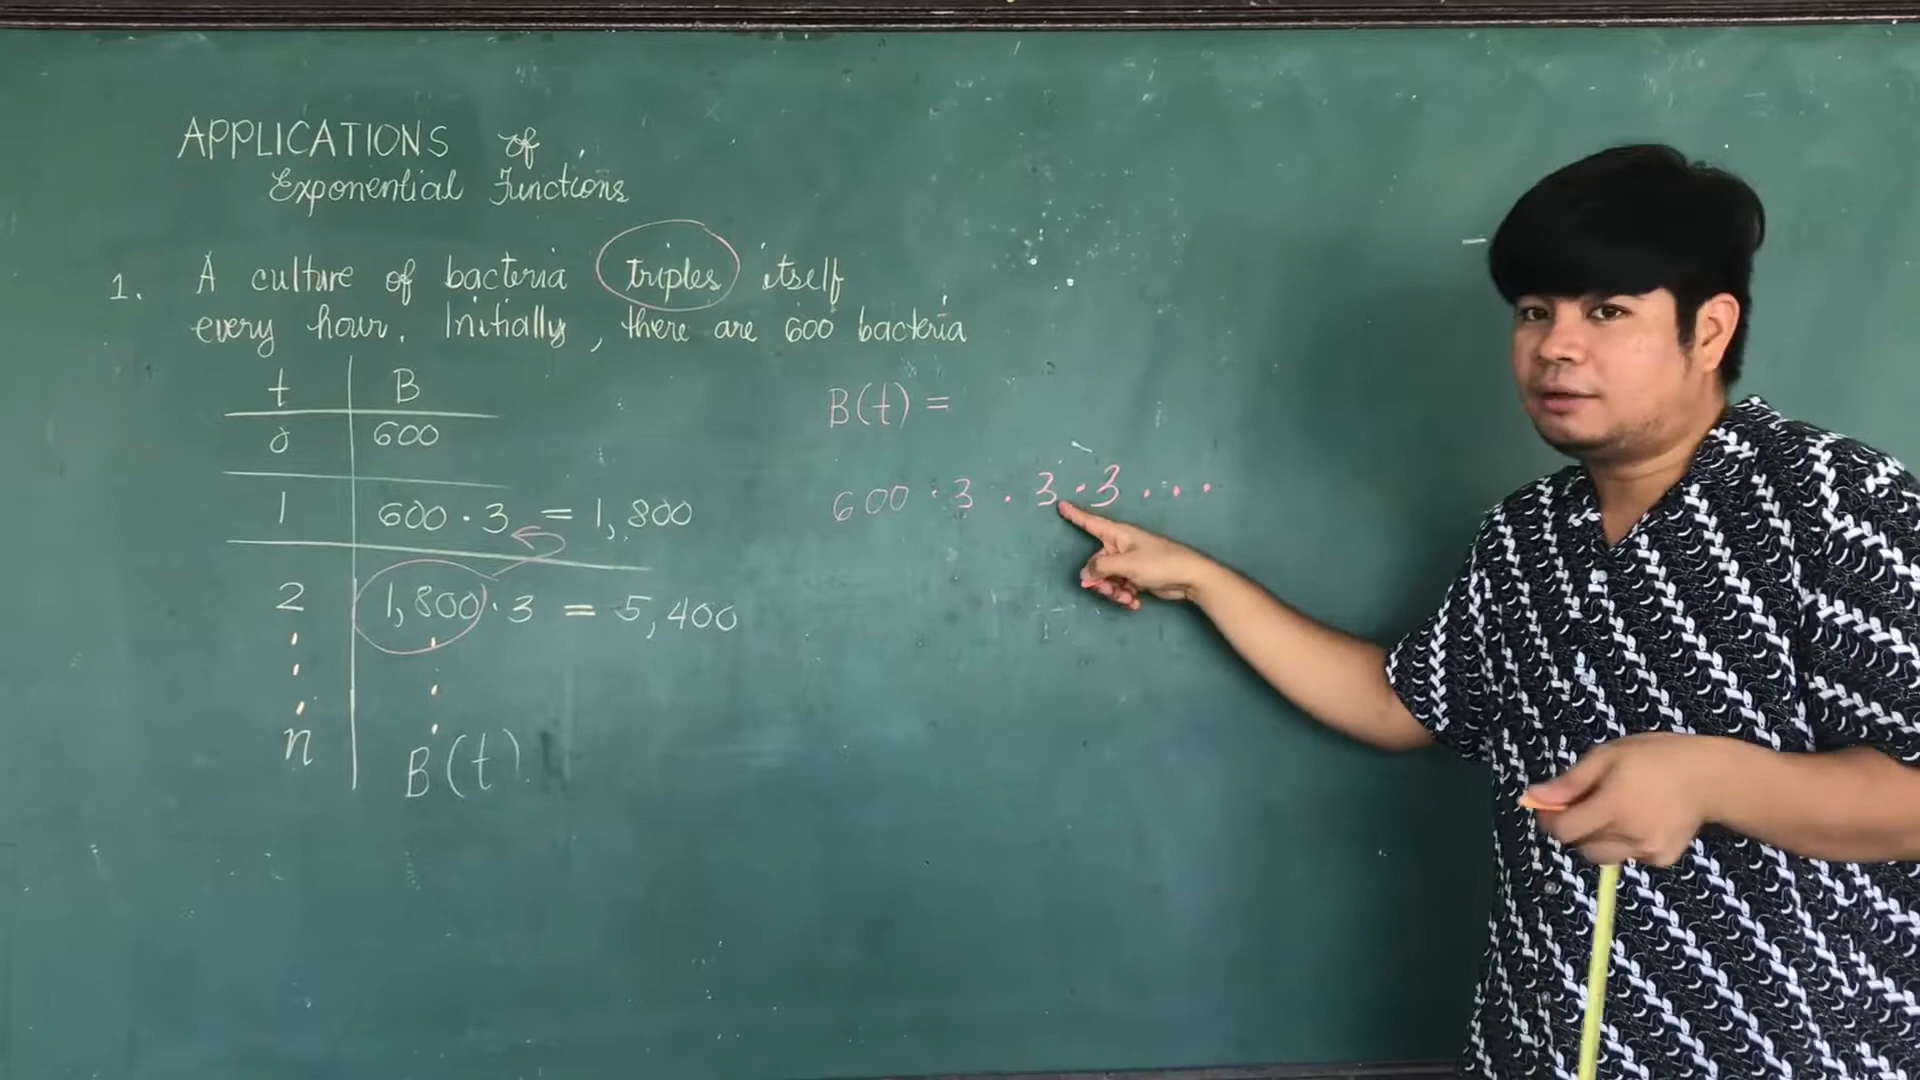 APPLICATIONS of
Exponential Functions
1. A culture of bacteria triples itself
every hour. Initially, there are 600 bacteria
t B
0 600
1 600 · 3 = 1,800
2 1,800 · 3 = 5,400
n B(t)
B(t) =
600 · 3 · 3 · 3 . . .